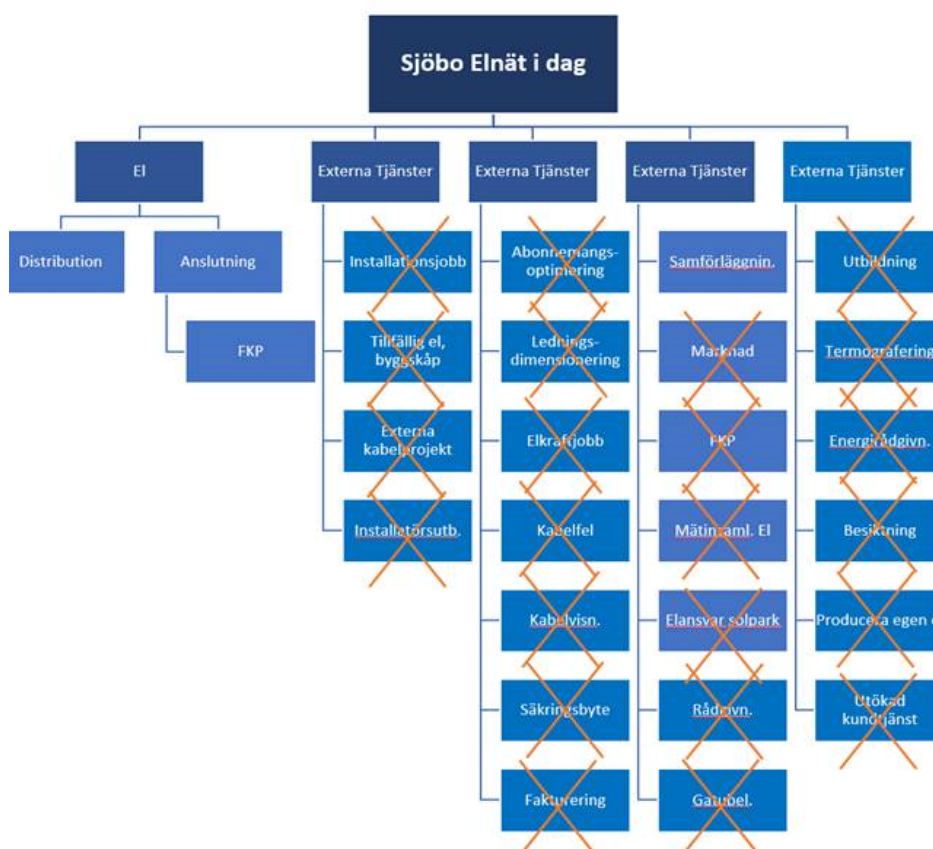 Sjöbo Elnät i dag
El
Externa Tjänster
Externa Tjänster
Externa Tjänster
Externa Tjänster
Distribution
Anslutning
FKP
Installationsjobb
Tillfällig el,
byggskåp
Externa
kabelprojekt
Installatörsutb.
Abonnemangs-
optimering
Lednings-
dimensionering
Elkraftjobb
Kabelfel
Kabelvisn.
Säkringsbyte
Fakturering
Samförläggnin.
Marknad
FKP
Mätinsaml. El
Elansvar solpark
Rådgivn.
Gatubel.
Utbildning
Termografering
Energirådgivn.
Besiktning
Producera egen e
Utökad
kundtjänst